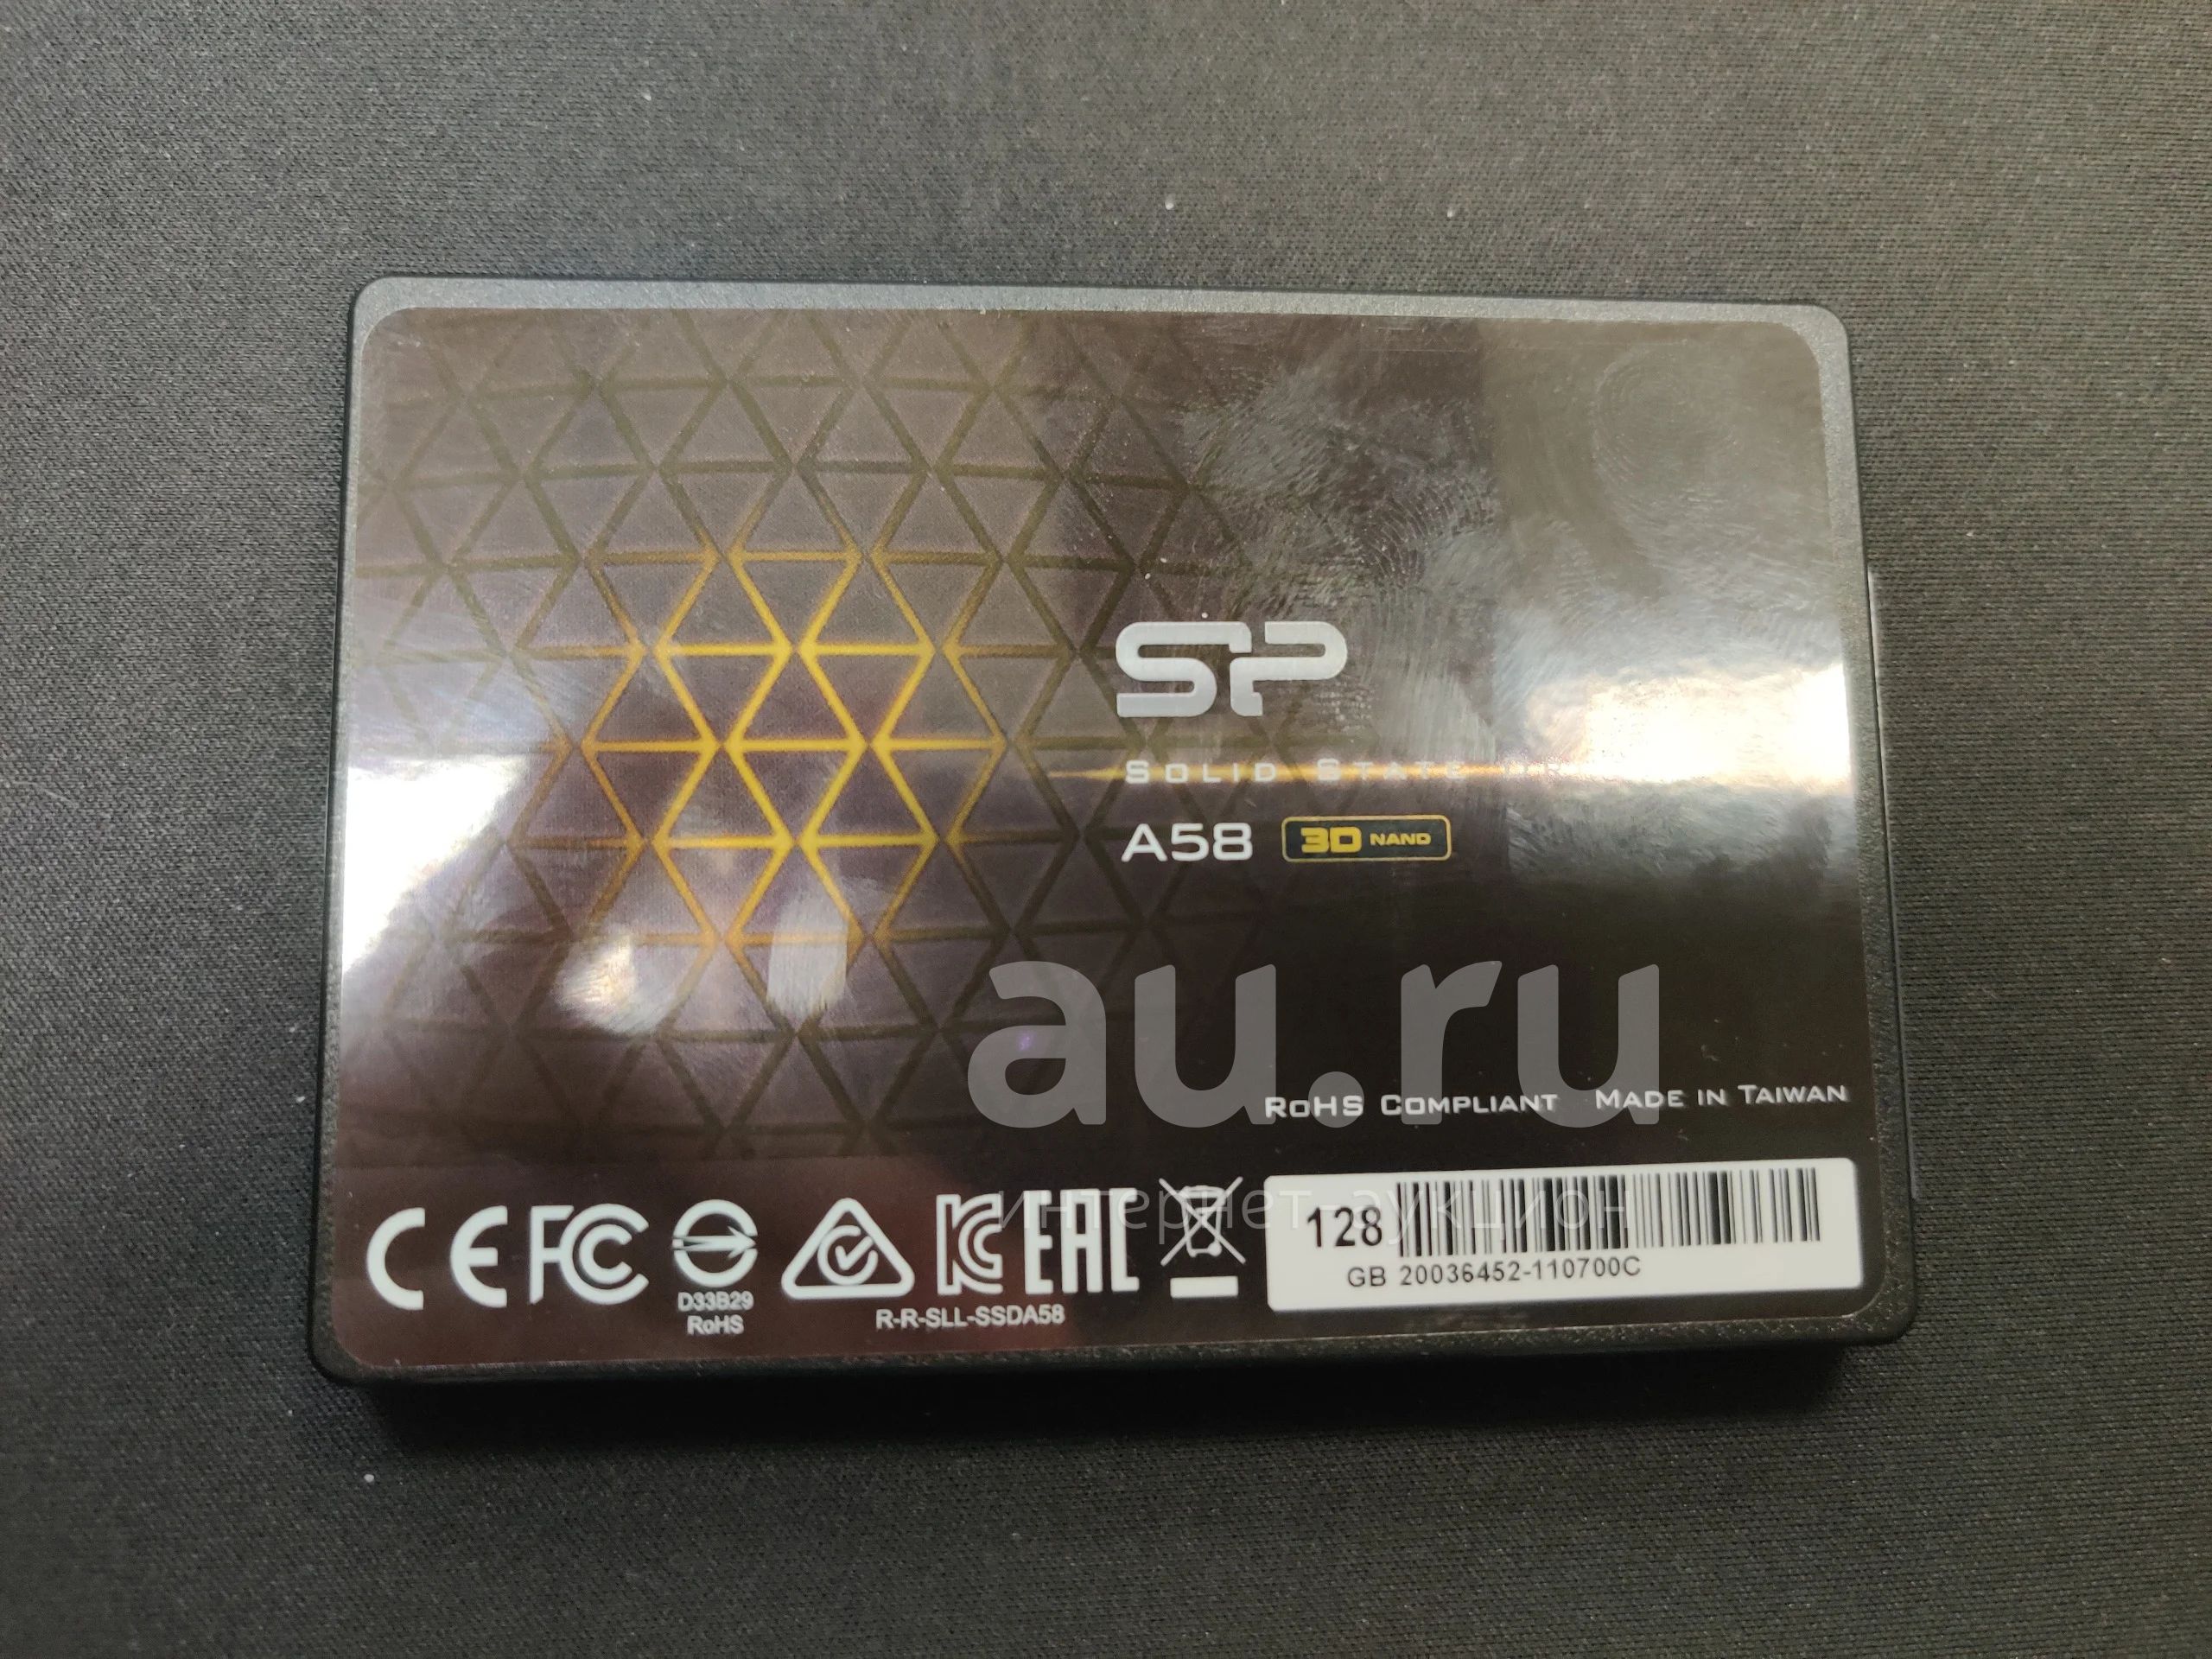 SP
SOLID STATE
A58 3D NAND
au.ru
RoHS COMPLIANT MADE IN TAIWAN
интернет-аукцион
CE FC EAC
128
GB 20036452-110700C
D33B29
RoHS
R-R-SLL-SSDA58